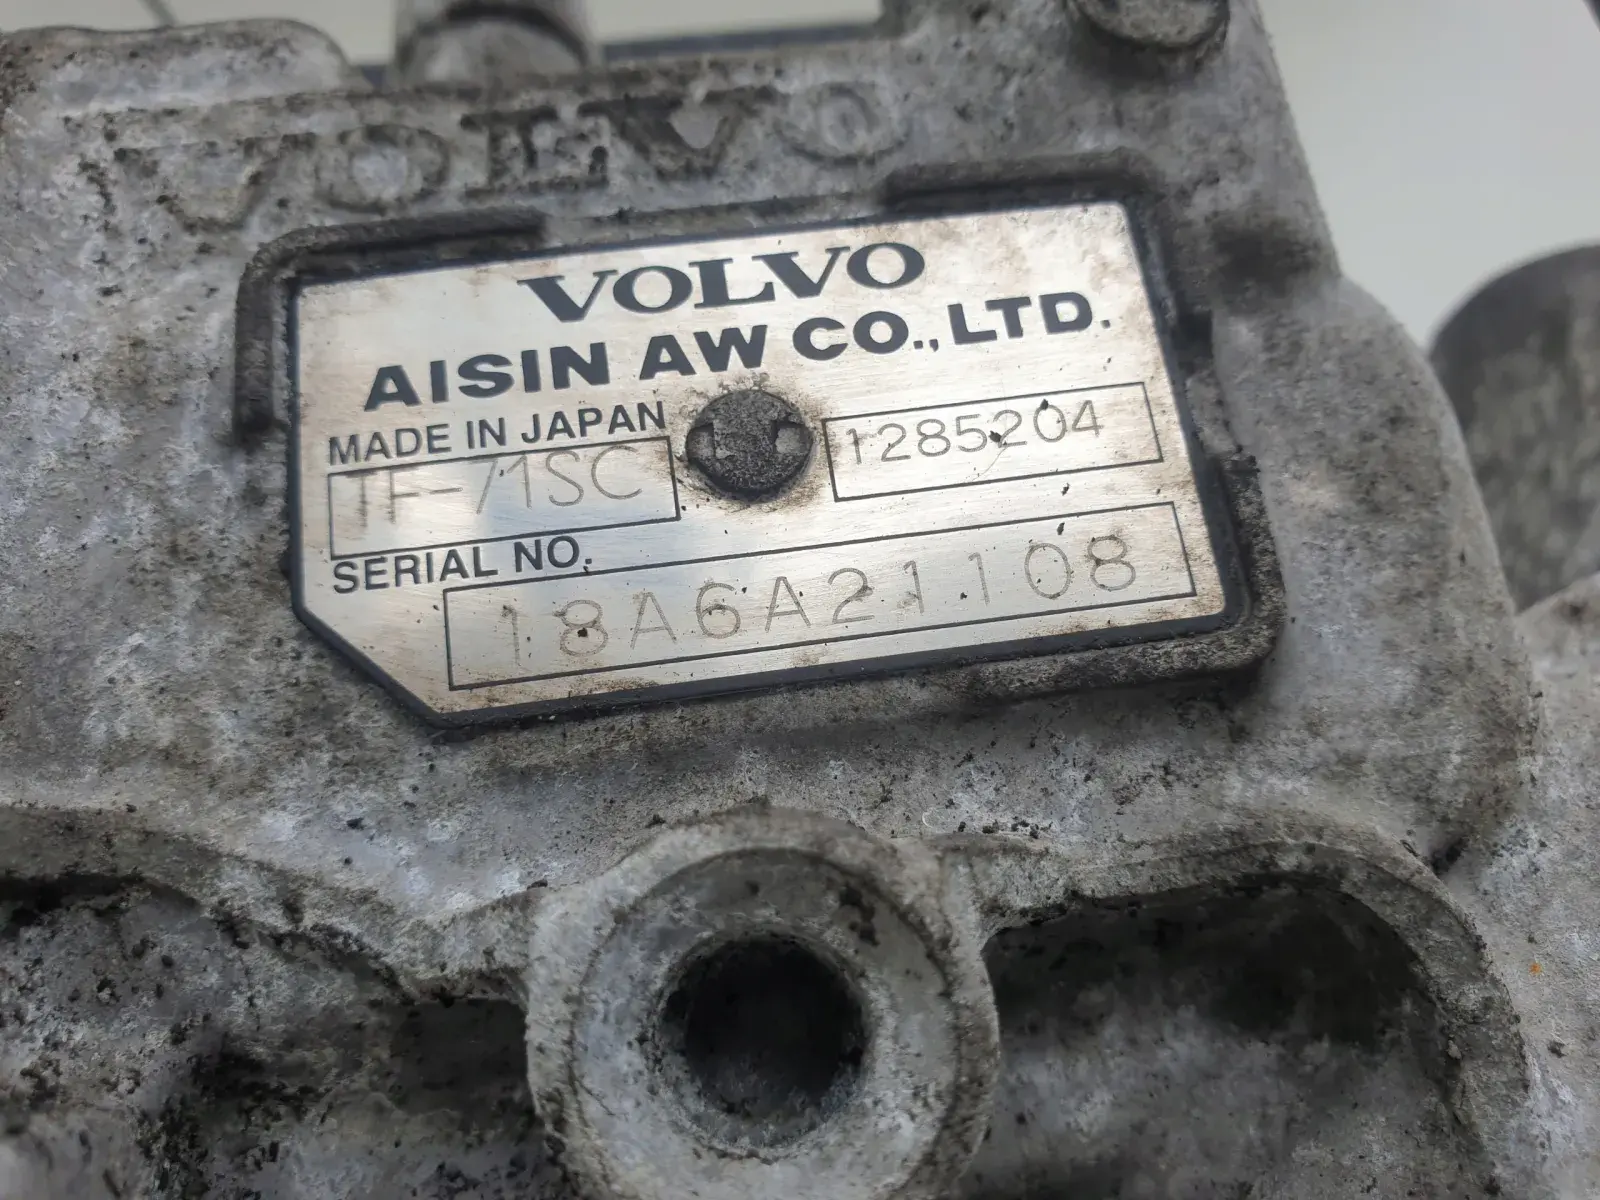 VOLVO
VOLVO
AISIN AW CO., LTD.
MADE IN JAPAN
TF-71SC
1285204
SERIAL NO.
18A6A21108